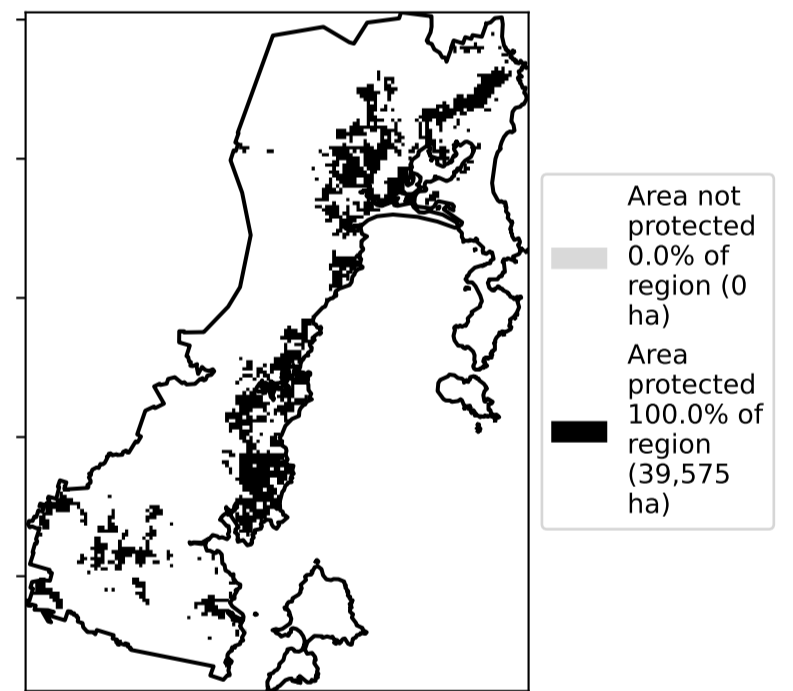 Area not
protected
0.0% of
region (0
ha)
Area
protected
100.0% of
region
(39,575
ha)